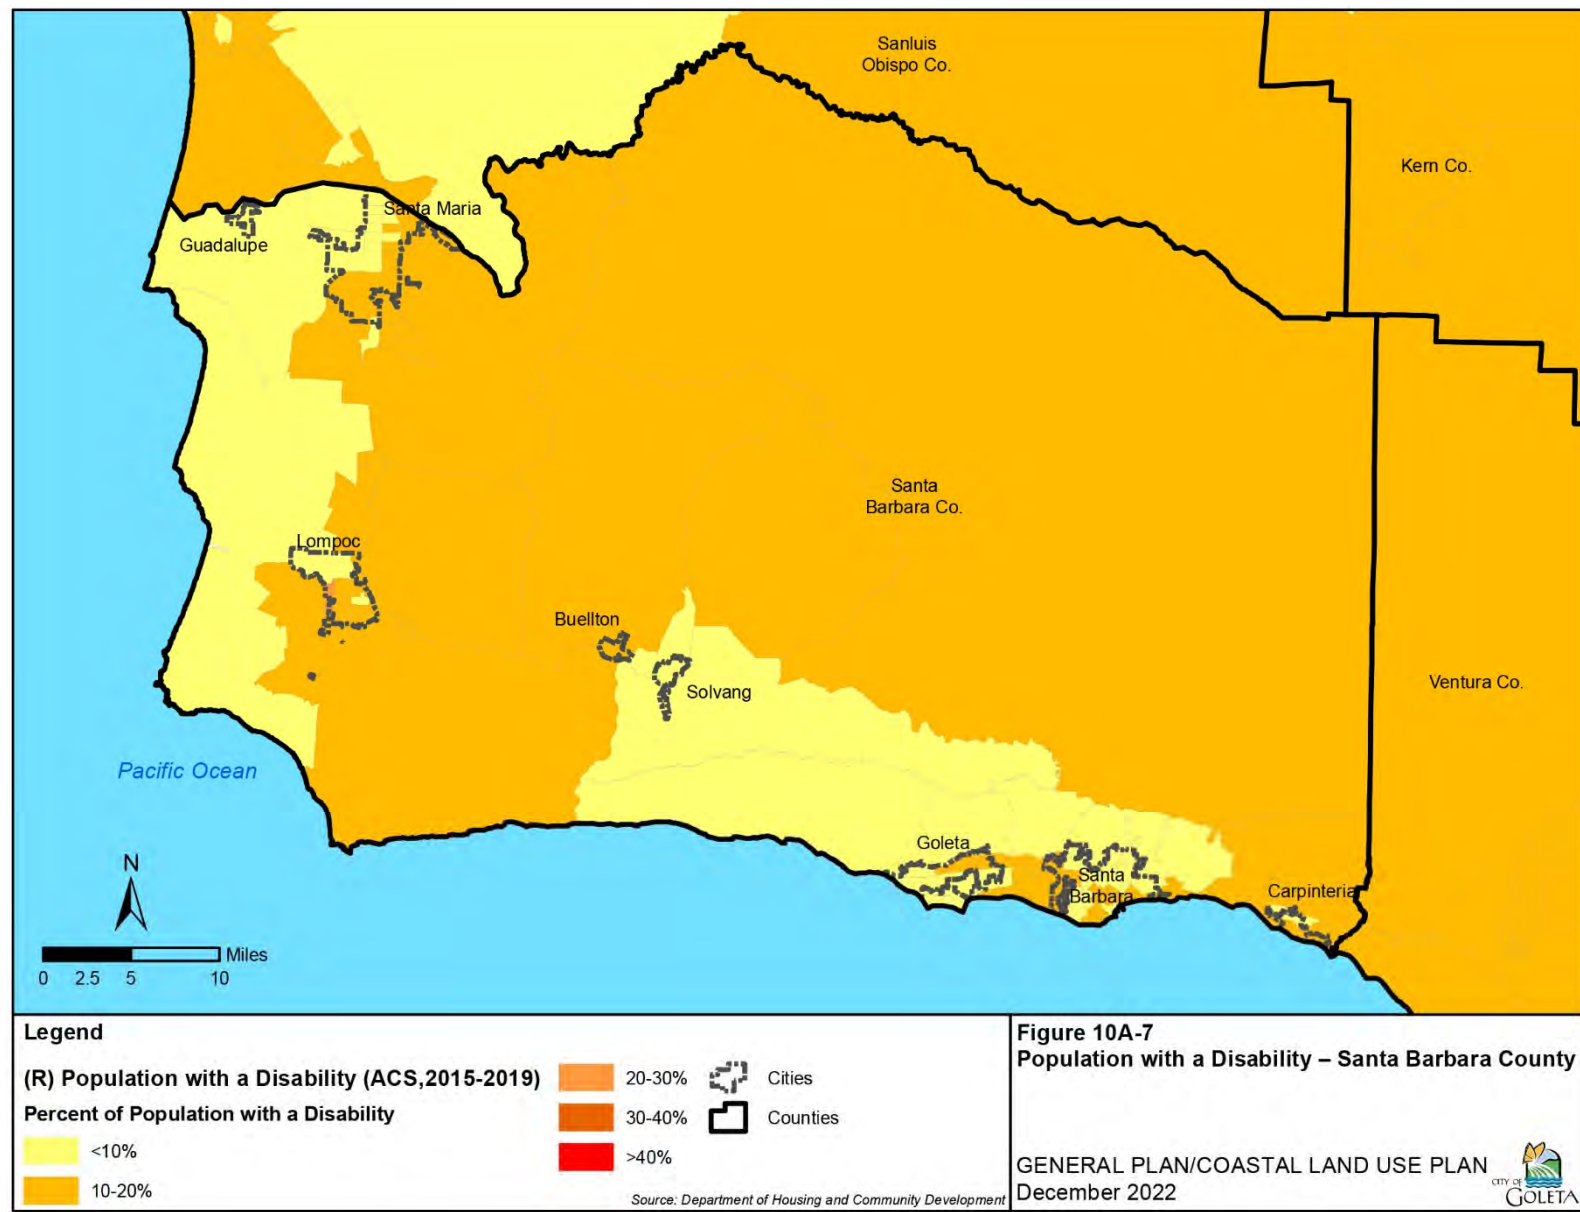 Sanluis
Obispo Co.
Kern Co.
Santa Maria
Guadalupe
Santa
Barbara Co.
Lompoc
Buellton
Solvang
Ventura Co.
Pacific Ocean
Goleta
Santa
Barbara
Carpinteria
N
Miles
0 2.5 5 10
Legend
(R) Population with a Disability (ACS,2015-2019)
Percent of Population with a Disability
<10%
10-20%
20-30%
30-40%
>40%
Cities
Counties
Source: Department of Housing and Community Development
Figure 10A-7
Population with a Disability – Santa Barbara County
GENERAL PLAN/COASTAL LAND USE PLAN
December 2022
CITY OF
GOLETA